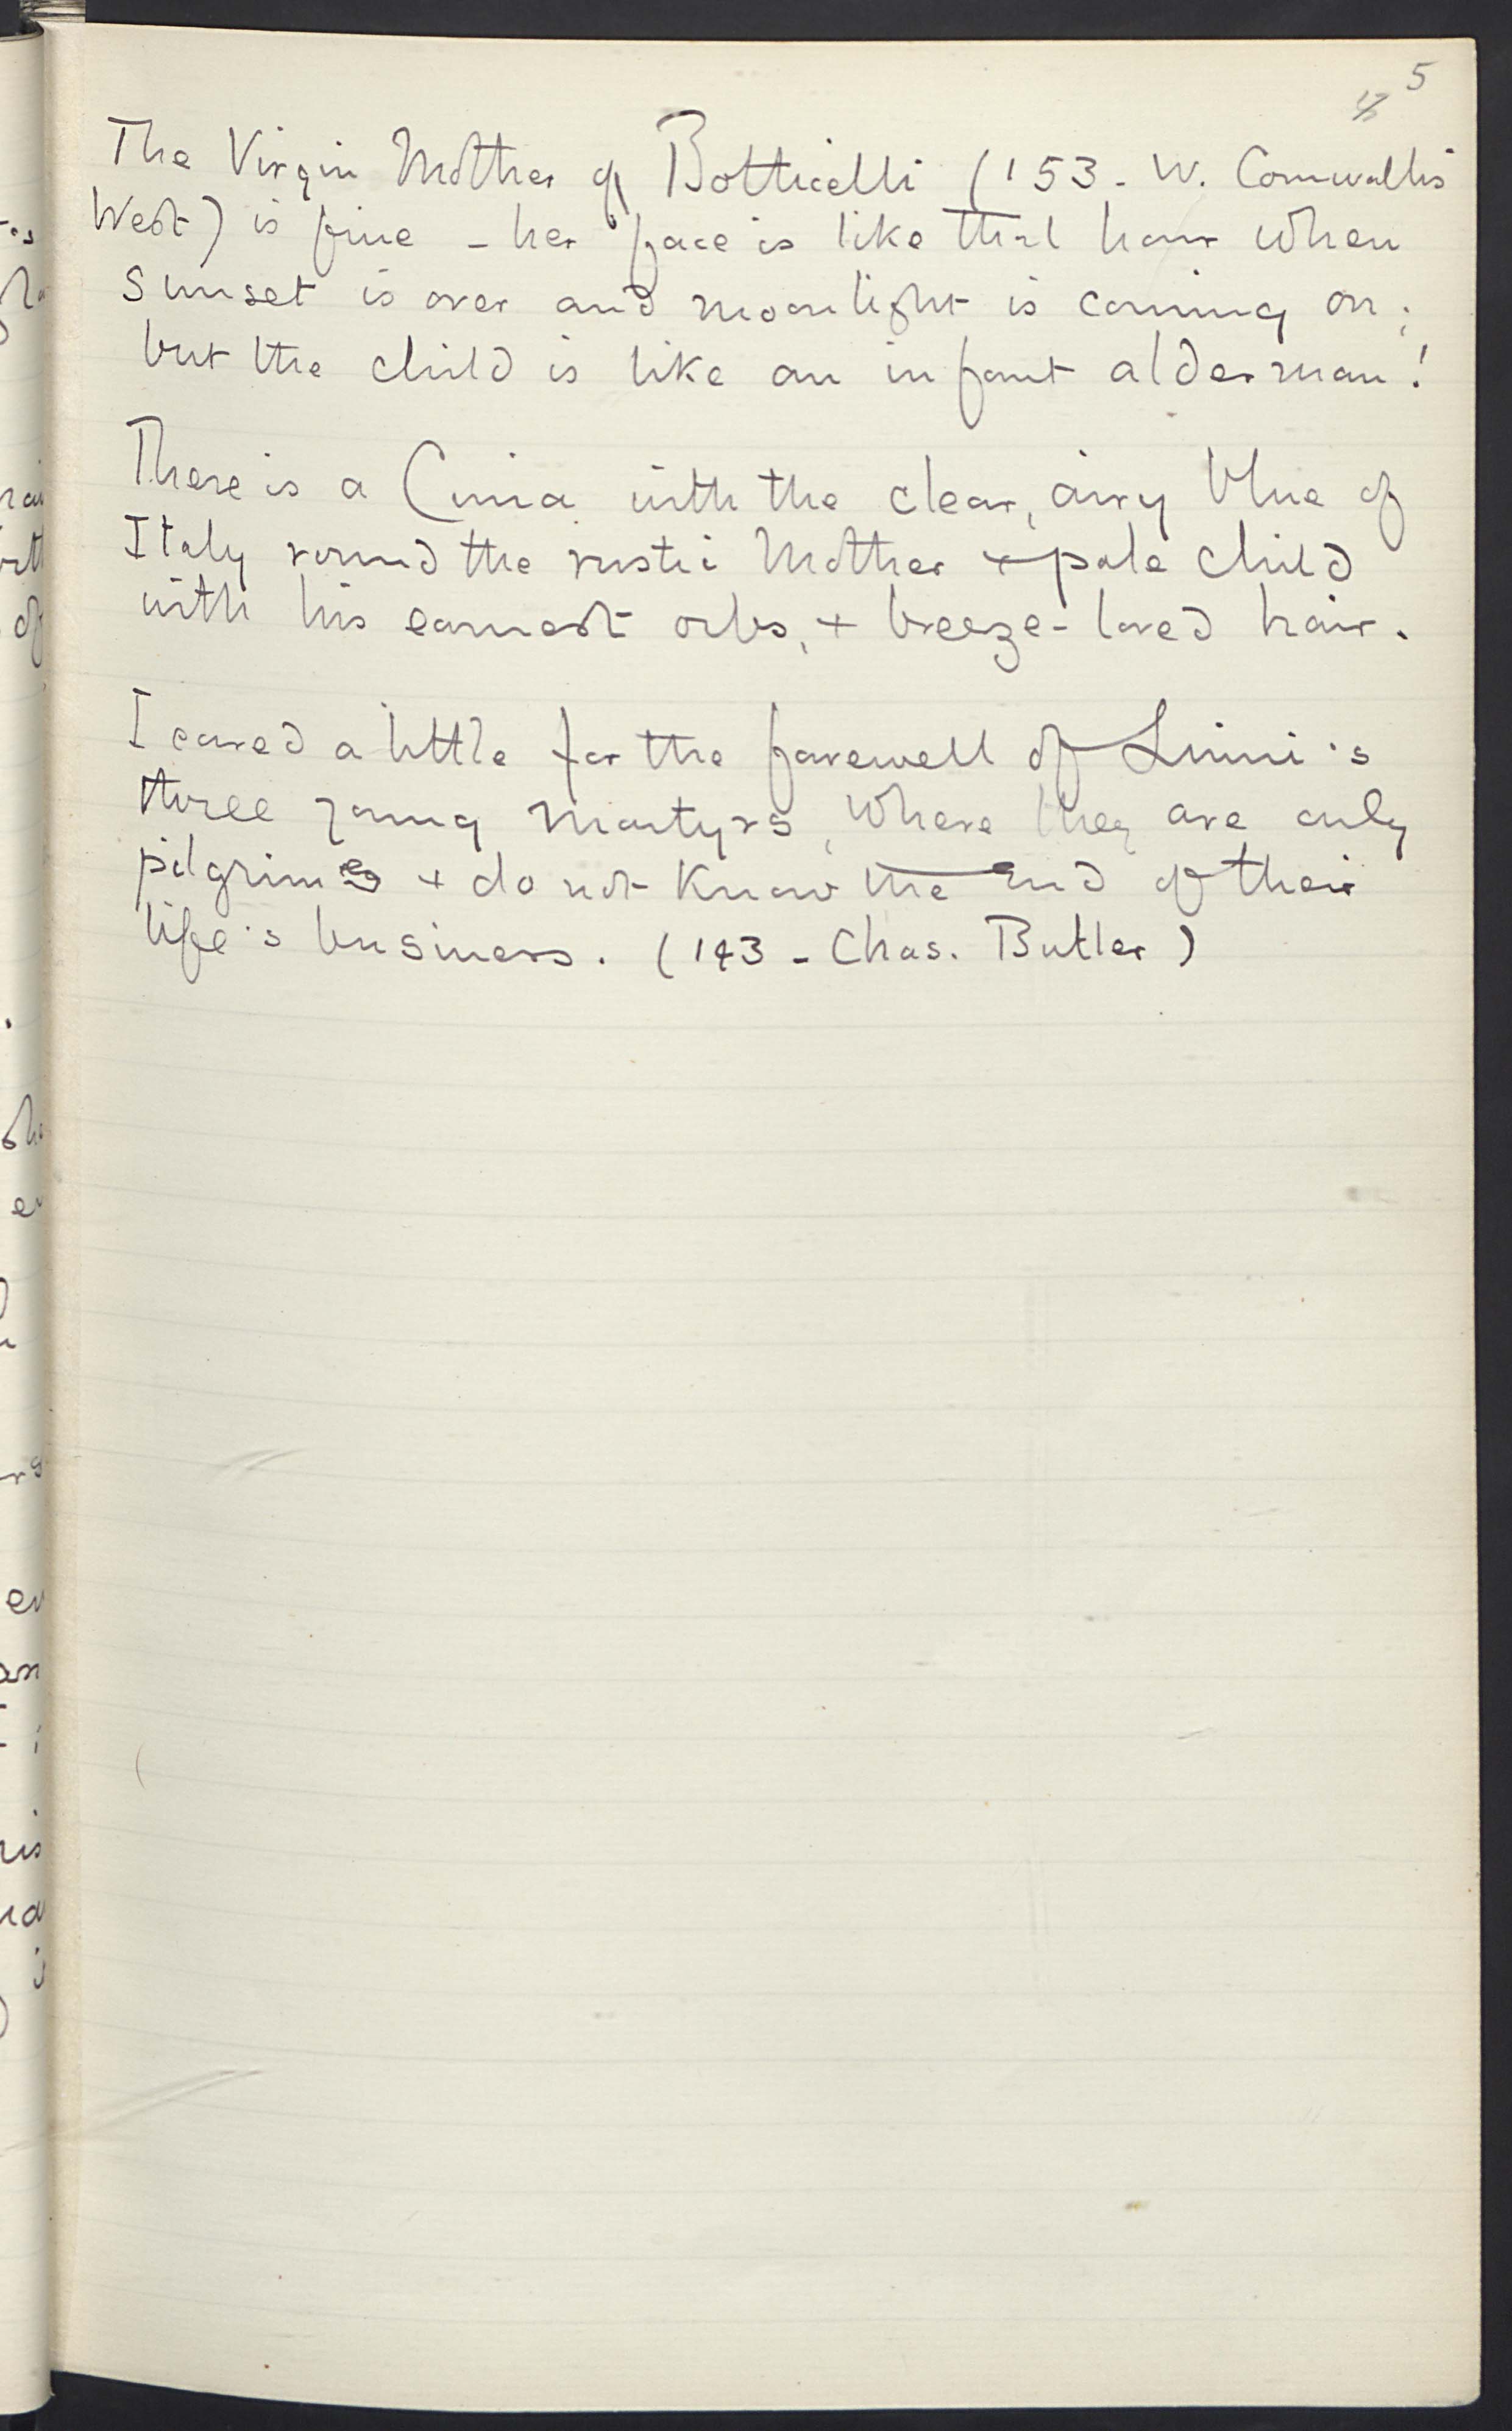 5
The Virgin Mother of Botticelli (153 - W. Cornwallis
West) is fine - her face is like that hour when
Sunset is over and moonlight is coming on;
but the child is like an infant alderman!
There is a Cima with the clear, airy blue of
Italy round the rustic Mother + pale child
with his earnest orbs, + breeze-loved hair.
I cared a little for the farewell of Luini's
three young Martyrs, where they are only
pilgrims + do not know the end of their
life's business. (143 - Chas. Butler)